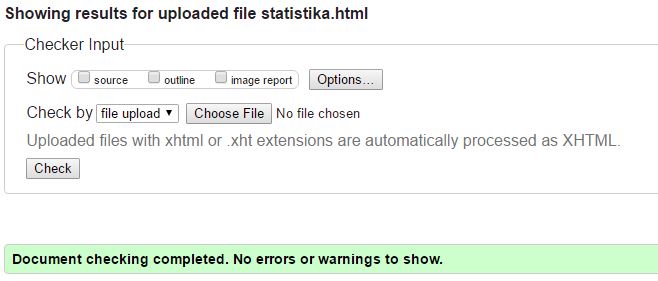 Showing results for uploaded file statistika.html
Checker Input
Show source outline image report Options...
Check by file upload Choose File No file chosen
Uploaded files with xhtml or .xht extensions are automatically processed as XHTML.
Check
Document checking completed. No errors or warnings to show.